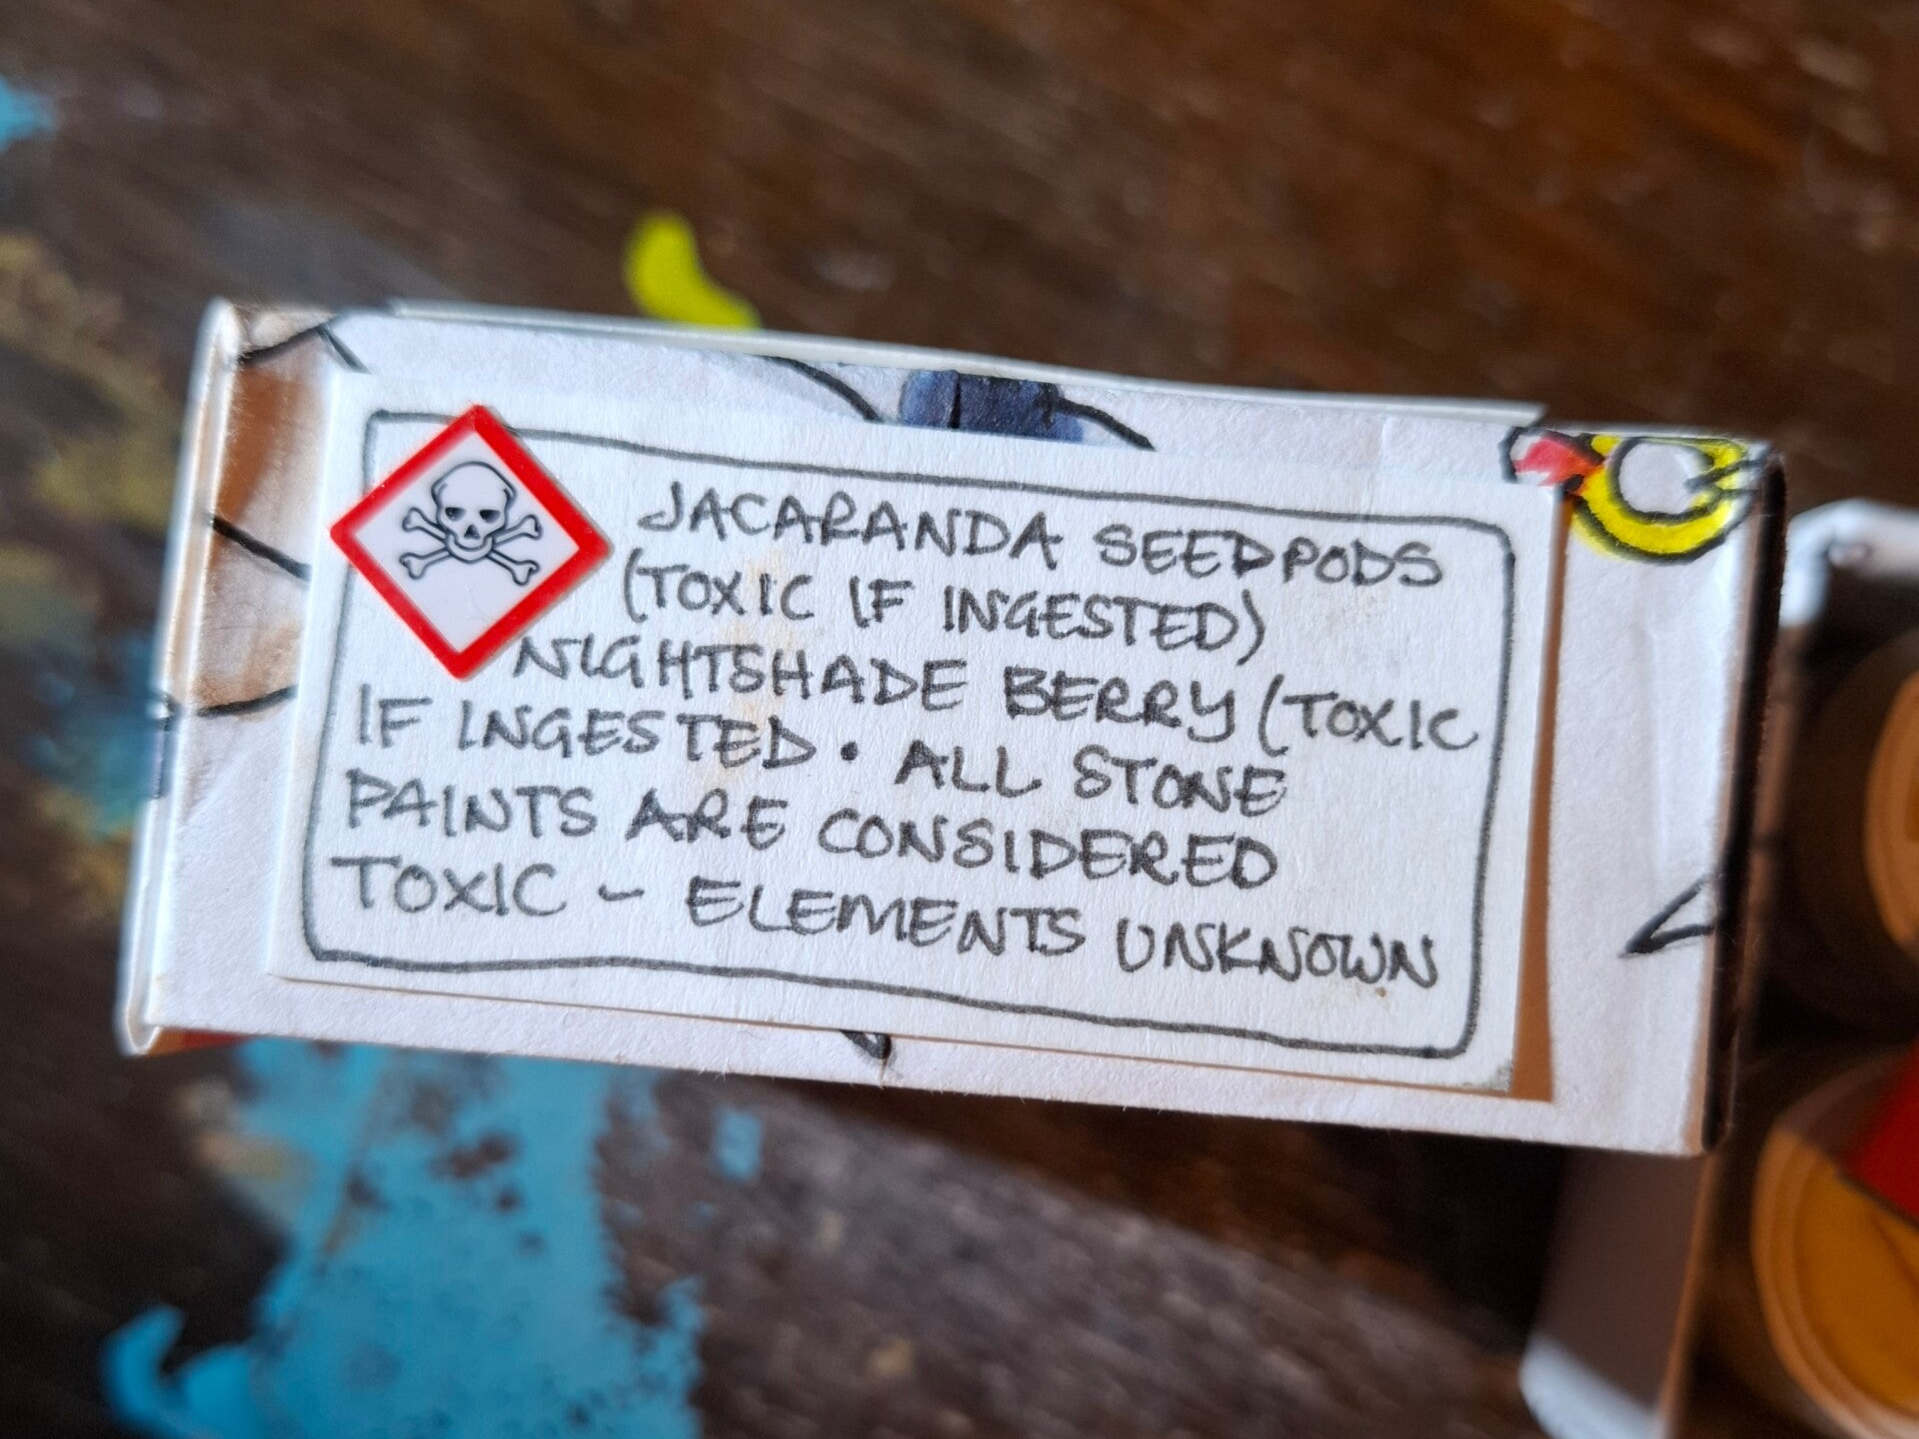 JACARANDA SEEDPODS
(TOXIC IF INGESTED)
NIGHTSHADE BERRY (TOXIC
IF INGESTED • ALL STONE
PAINTS ARE CONSIDERED
TOXIC - ELEMENTS UNKNOWN